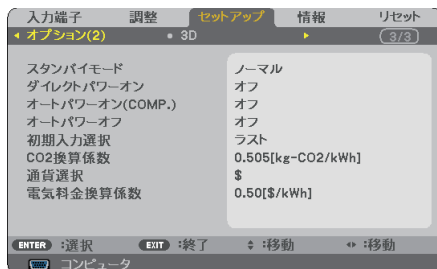 入力端子 調整 セットアップ 情報 リセット
オプション(2) 3D 3/3
スタンバイモード ノーマル
ダイレクトパワーオン オフ
オートパワーオン(COMP.) オフ
オートパワーオフ オフ
初期入力選択 ラスト
CO2換算係数 0.505[kg-CO2/kWh]
通貨選択 $
電気料金換算係数 0.50[$/kWh]
ENTER :選択 EXIT :終了 :移動 :移動
コンピュータ